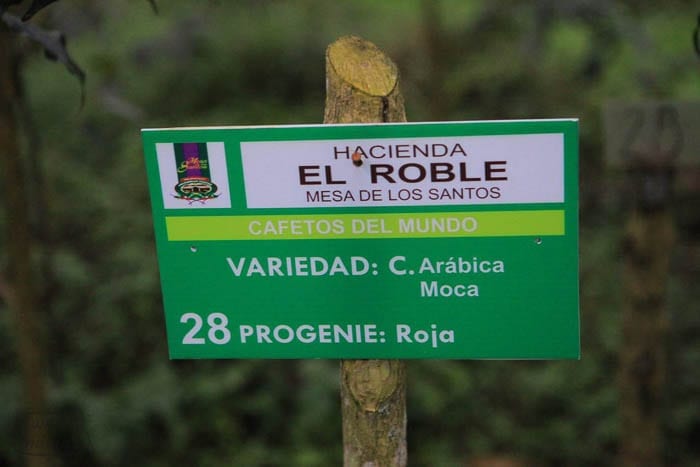 HACIENDA
EL ROBLE
MESA DE LOS SANTOS
CAFETOS DEL MUNDO
VARIEDAD: C. Arábica
Moca
28 PROGENIE: Roja